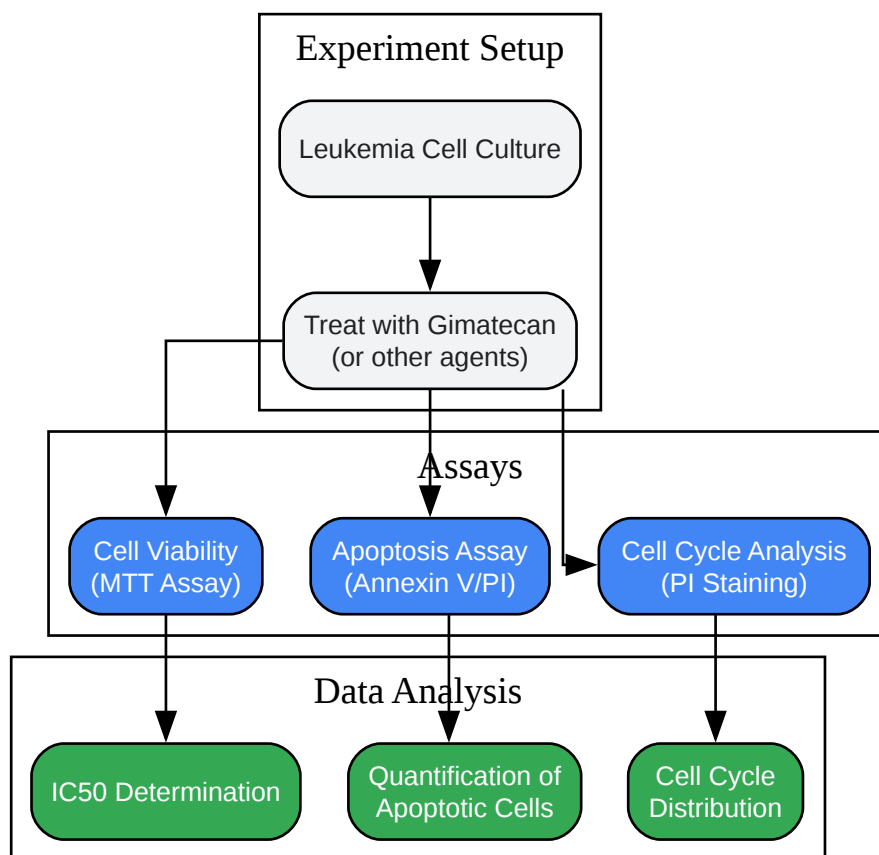 Experiment Setup
Leukemia Cell Culture
Treat with Gimatecan
(or other agents)
Assays
Cell Viability
(MTT Assay)
Apoptosis Assay
(Annexin V/PI)
Cell Cycle Analysis
(PI Staining)
Data Analysis
IC50 Determination
Quantification of
Apoptotic Cells
Cell Cycle
Distribution